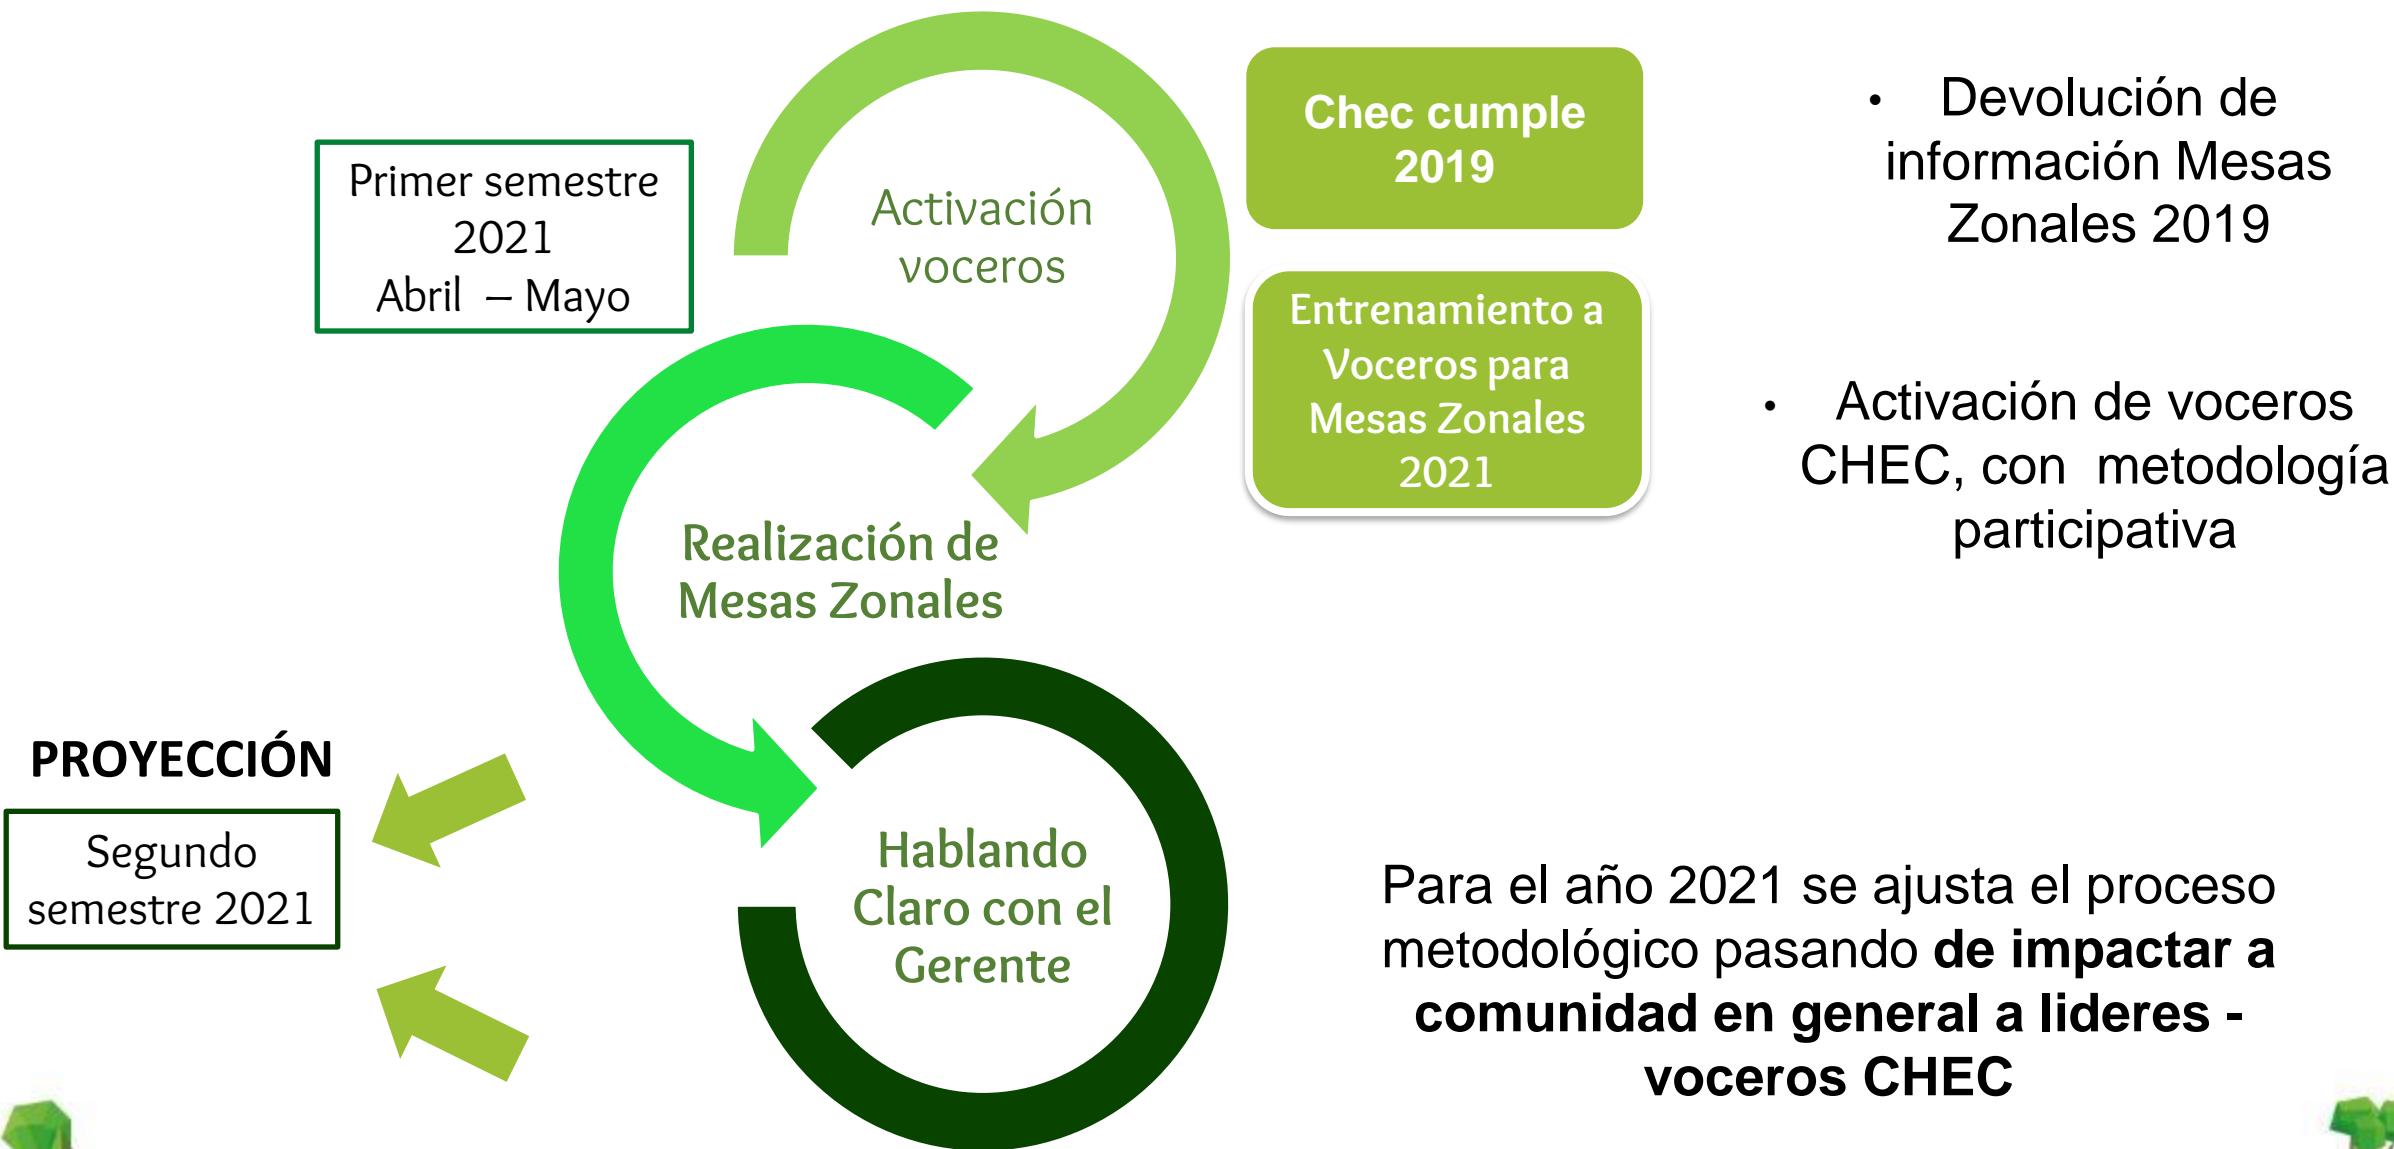 Primer semestre
2021
Abril – Mayo
Activación
voceros
Chec cumple
2019
Entrenamiento a
Voceros para
Mesas Zonales
2021
• Devolución de
información Mesas
Zonales 2019
• Activación de voceros
CHEC, con metodología
participativa
Realización de
Mesas Zonales
PROYECCIÓN
Segundo
semestre 2021
Hablando
Claro con el
Gerente
Para el año 2021 se ajusta el proceso
metodológico pasando de impactar a
comunidad en general a lideres -
voceros CHEC